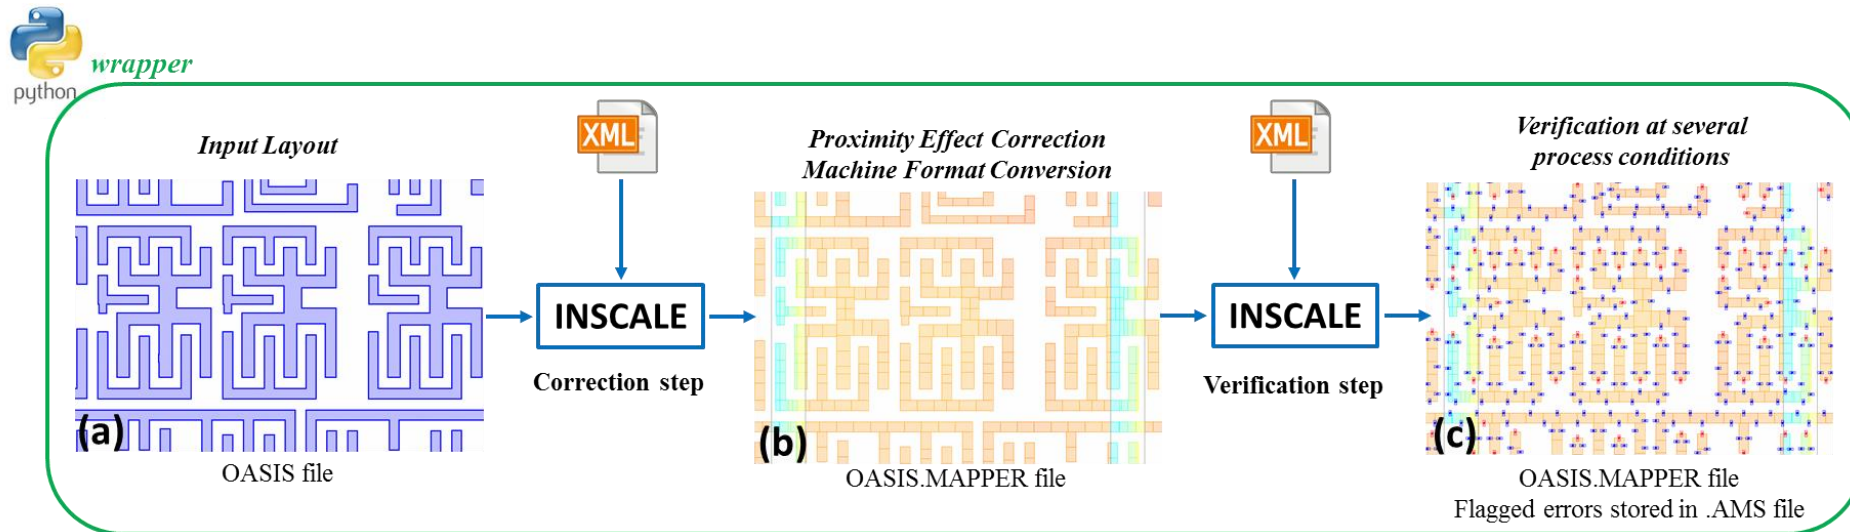 python
wrapper
Input Layout
XML
Proximity Effect Correction
Machine Format Conversion
XML
Verification at several
process conditions
INSCALE
INSCALE
Correction step
Verification step
(a)
(b)
(c)
OASIS file
OASIS.MAPPER file
OASIS.MAPPER file
Flagged errors stored in .AMS file